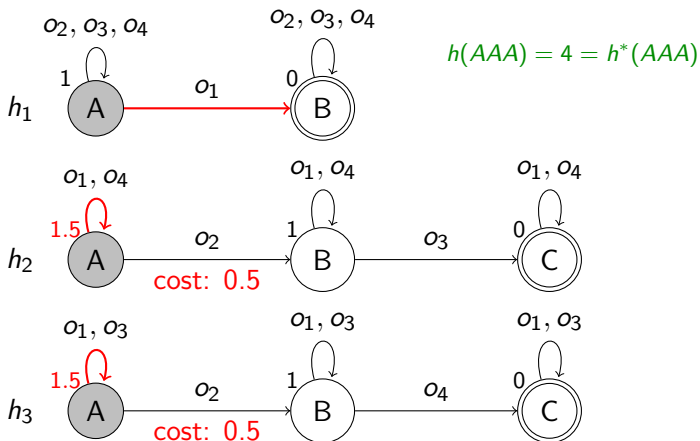 o₂, o₃, o₄
o₂, o₃, o₄
h(AAA) = 4 = h*(AAA)
1
0
h₁
A
o₁
B
o₁, o₄
o₁, o₄
o₁, o₄
1.5
1
0
h₂
A
o₂
B
o₃
C
cost: 0.5
o₁, o₃
o₁, o₃
o₁, o₃
1.5
1
0
h₃
A
o₂
B
o₄
C
cost: 0.5